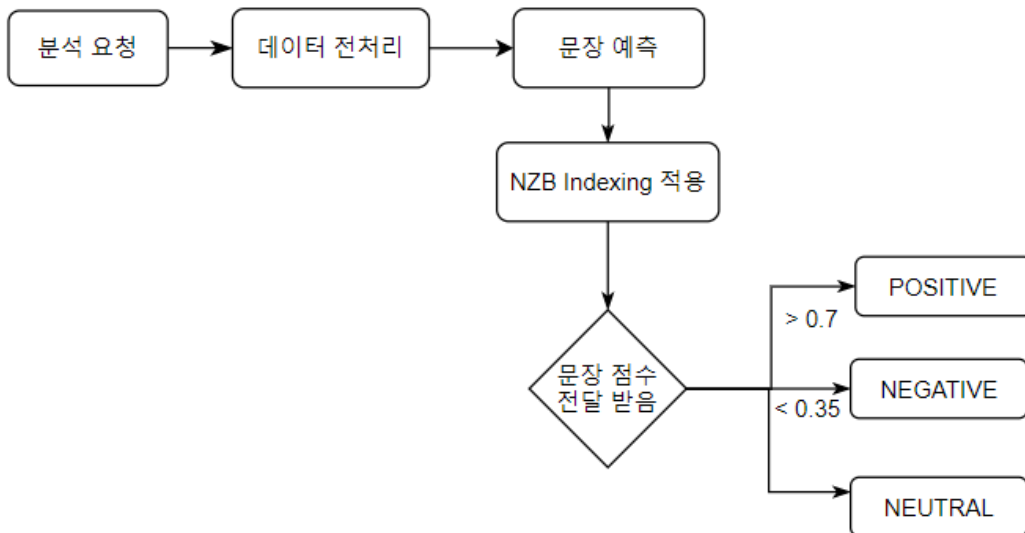 분석 요청
데이터 전처리
문장 예측
NZB Indexing 적용
POSITIVE
> 0.7
문장 점수
전달 받음
NEGATIVE
< 0.35
NEUTRAL